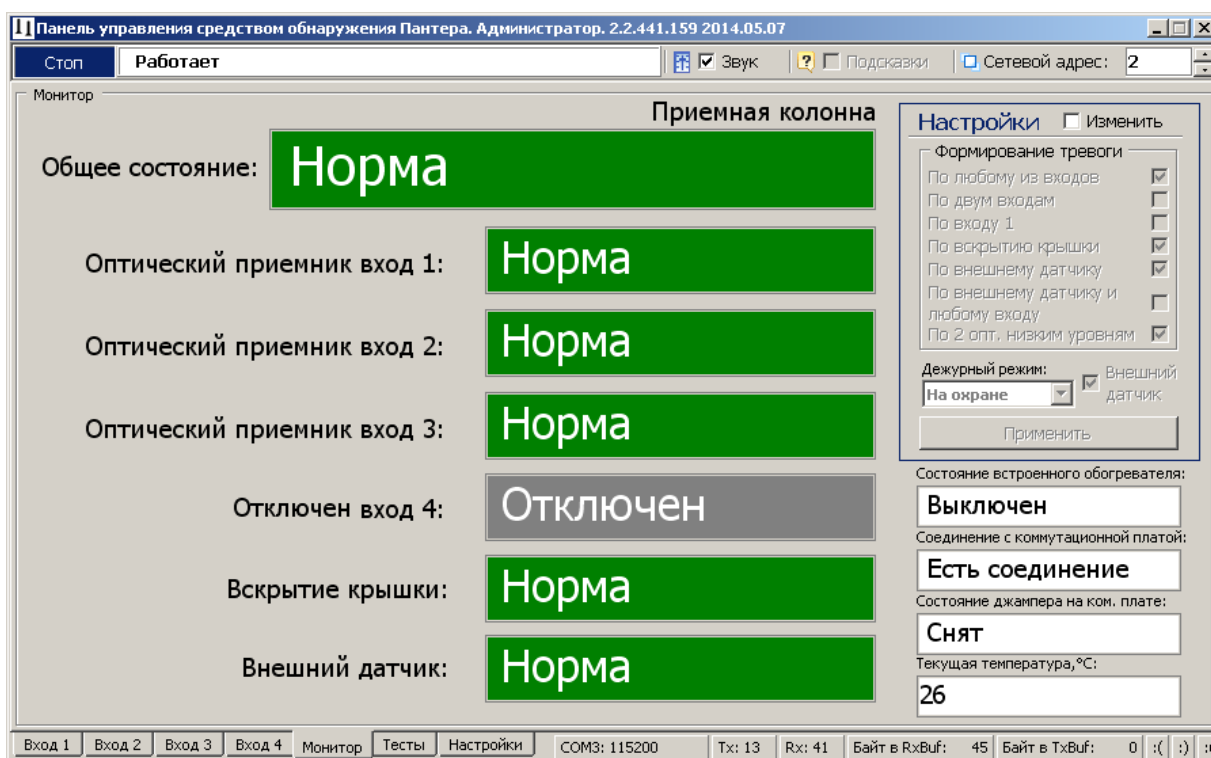 Панель управления средством обнаружения Пантера. Администратор. 2.2.441.159 2014.05.07
Стоп Работает Звук Подсказки Сетевой адрес: 2
Монитор
Приемная колонна
Общее состояние: Норма
Оптический приемник вход 1: Норма
Оптический приемник вход 2: Норма
Оптический приемник вход 3: Норма
Отключен вход 4: Отключен
Вскрытие крышки: Норма
Внешний датчик: Норма
Настройки Изменить
Формирование тревоги
По любому из входов
По двум входам
По входу 1
По вскрытию крышки
По внешнему датчику
По внешнему датчику и
любому входу
По 2 опт. низким уровням
Дежурный режим:
На охране
Внешний
датчик
Применить
Состояние встроенного обогревателя:
Выключен
Соединение с коммутационной платой:
Есть соединение
Состояние джампера на ком. плате:
Снят
Текущая температура,°С:
26
Вход 1 Вход 2 Вход 3 Вход 4 Монитор Тесты Настройки COM3: 115200 Tx: 13 Rx: 41 Байт в RxBuf: 45 Байт в TxBuf: 0 :( :)